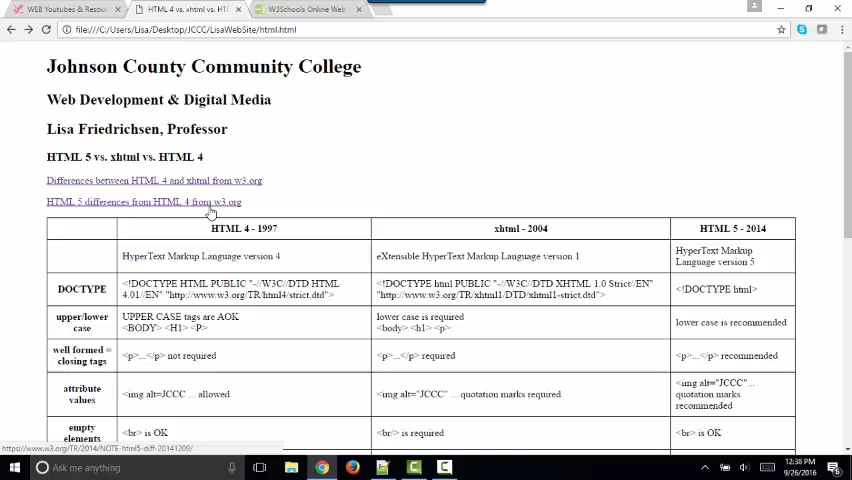 WEB Youtubes & Resour
HTML 4 vs. xhtml vs. HTM
W3Schools Online Web
file:///C:/Users/Lisa/Desktop/JCCC/LisaWebSite/html.html
Johnson County Community College
Web Development & Digital Media
Lisa Friedrichsen, Professor
HTML 5 vs. xhtml vs. HTML 4
Differences between HTML 4 and xhtml from w3.org
HTML 5 differences from HTML 4 from w3.org
HTML 4 - 1997 xhtml - 2004 HTML 5 - 2014
HyperText Markup Language version 4 eXtensible HyperText Markup Language version 1 HyperText Markup
Language version 5
DOCTYPE <!DOCTYPE HTML PUBLIC "-//W3C//DTD HTML
4.01//EN" "http://www.w3.org/TR/html4/strict.dtd">
<!DOCTYPE html PUBLIC "-//W3C//DTD XHTML 1.0 Strict//EN"
"http://www.w3.org/TR/xhtml1/DTD/xhtml1-strict.dtd">
<!DOCTYPE html>
upper/lower
case
UPPER CASE tags are AOK
<BODY> <H1> <P>
lower case is required
<body> <h1> <p>
lower case is recommended
well formed =
closing tags
<p>...</p> not required
<p>...</p> required
<p>...</p> recommended
attribute
values
<img alt=JCCC ... allowed
<img alt="JCCC" ... quotation marks required
<img alt="JCCC"...
quotation marks
recommended
empty
elements
<br> is OK
<br> is required
<br> is OK
https://www.w3.org/TR/2014/NOTE-html5-diff-20141209/
Ask me anything
12:38 PM
9/26/2016